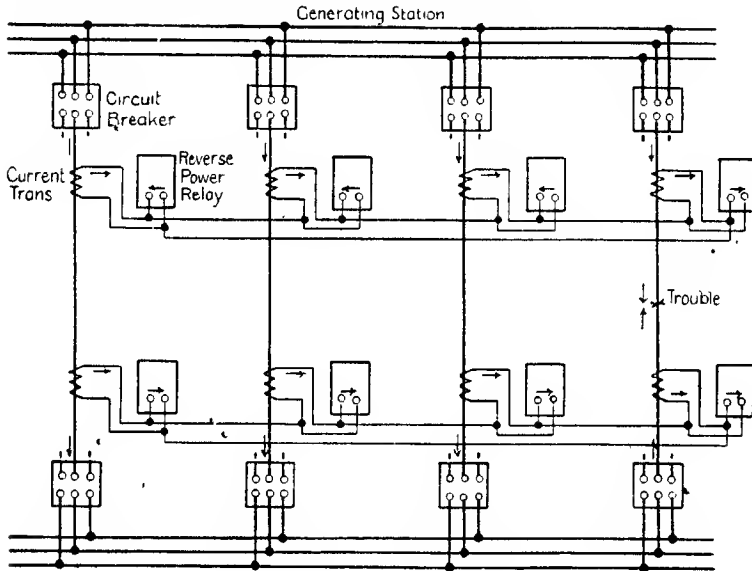 Generating Station
Circuit
Breaker
Current
Trans
Reverse
Power
Relay
Trouble